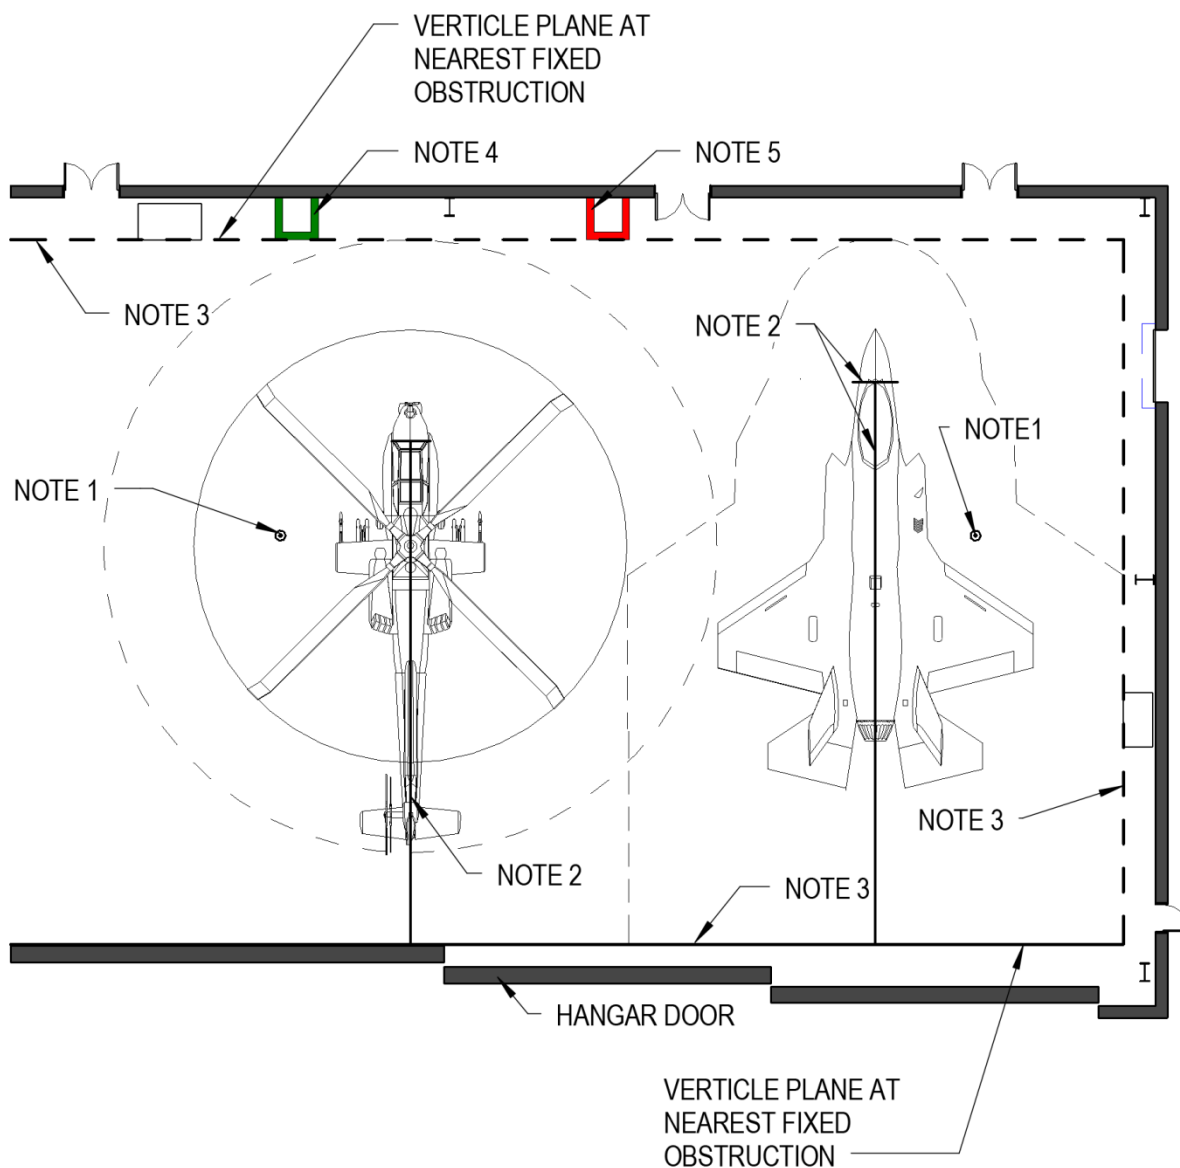 VERTICLE PLANE AT
NEAREST FIXED
OBSTRUCTION
NOTE 4
NOTE 5
NOTE 3
NOTE 2
NOTE1
NOTE 1
NOTE 3
NOTE 2
NOTE 3
HANGAR DOOR
VERTICLE PLANE AT
NEAREST FIXED
OBSTRUCTION